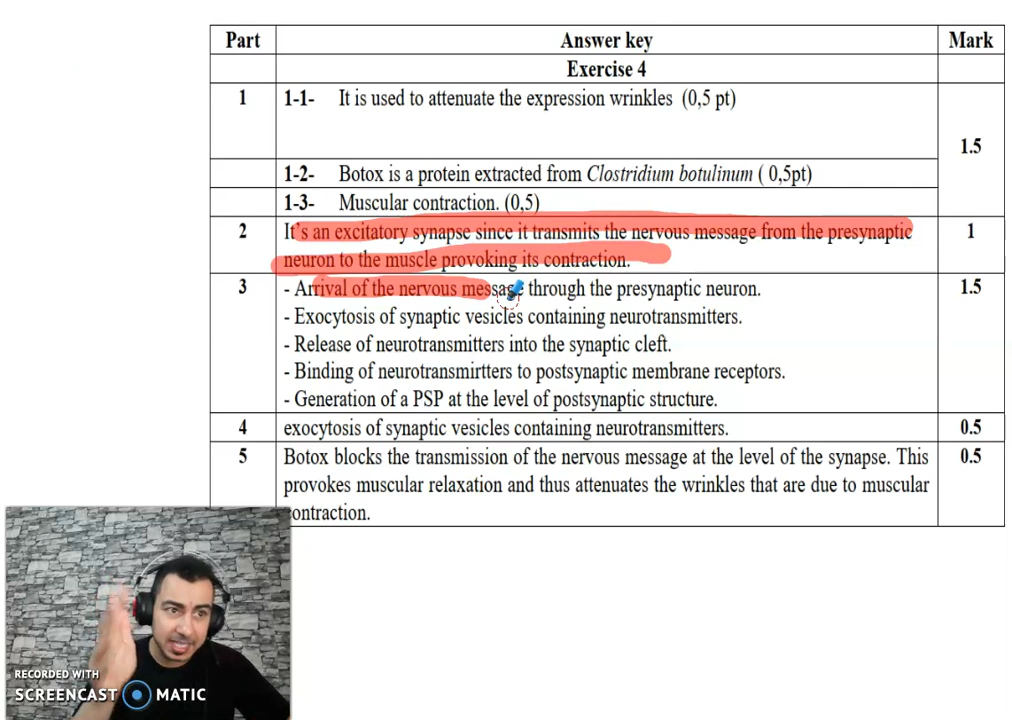 Part Answer key Mark
Exercise 4
1 1-1- It is used to attenuate the expression wrinkles (0,5 pt)
1.5
1-2- Botox is a protein extracted from Clostridium botulinum ( 0,5pt)
1-3- Muscular contraction. (0,5)
2 It's an excitatory synapse since it transmits the nervous message from the presynaptic 1
neuron to the muscle provoking its contraction.
3 - Arrival of the nervous message through the presynaptic neuron. 1.5
- Exocytosis of synaptic vesicles containing neurotransmitters.
- Release of neurotransmitters into the synaptic cleft.
- Binding of neurotransmirtters to postsynaptic membrane receptors.
- Generation of a PSP at the level of postsynaptic structure.
4 exocytosis of synaptic vesicles containing neurotransmitters. 0.5
5 Botox blocks the transmission of the nervous message at the level of the synapse. This 0.5
provokes muscular relaxation and thus attenuates the wrinkles that are due to muscular
contraction.
RECORDED WITH
SCREENCAST MATIC